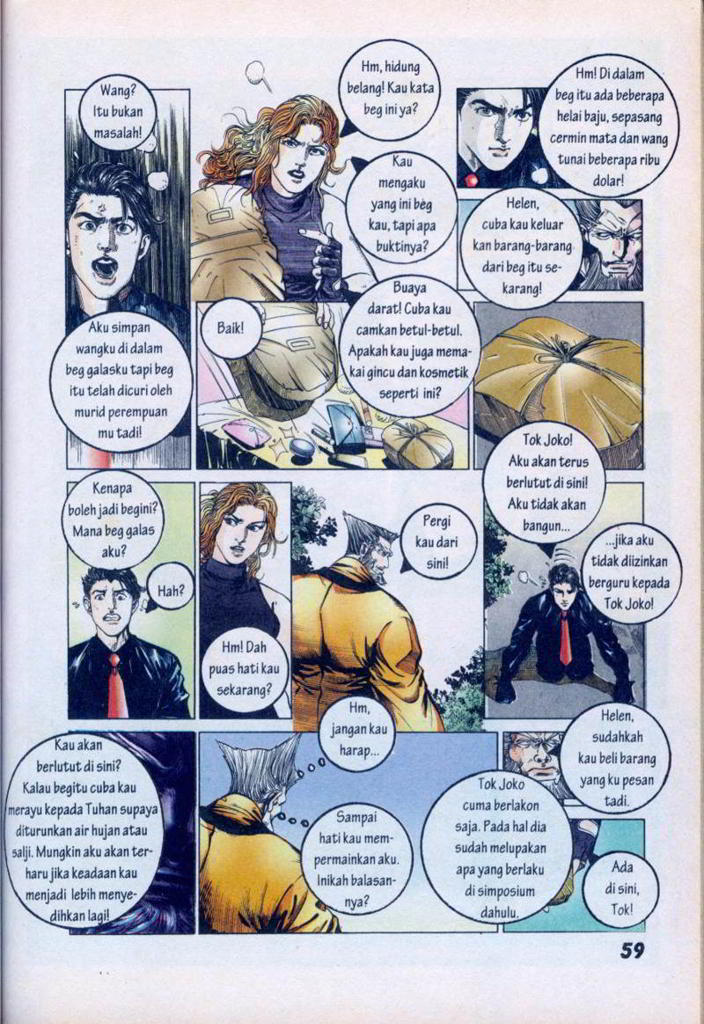 Wang?
Itu bukan
masalah!
Aku simpan
wangku di dalam
beg galasku tapi beg
itu telah dicuri oleh
murid perempuan
mu tadi!
Hm, hidung
belang! Kau kata
beg ini ya?
Kau
mengaku
yang ini beg
kau, tapi apa
buktinya?
Hm! Di dalam
beg itu ada beberapa
helai baju, sepasang
cermin mata dan wang
tunai beberapa ribu
dolar!
Helen,
cuba kau keluar
kan barang-barang
dari beg itu se-
karang!
Baik!
Buaya
darat! Cuba kau
camkan betul-betul.
Apakah kau juga mema-
kai gincu dan kosmetik
seperti ini?
Kenapa
boleh jadi begini?
Mana beg galas
aku?
Hah?
Hm! Dah
puas hati kau
sekarang?
Pergi
kau dari
sini!
Tok Joko!
Aku akan terus
berlutut di sini!
Aku tidak akan
bangun...
...jika aku
tidak diizinkan
berguru kepada
Tok Joko!
Kau akan
berlutut di sini?
Kalau begitu cuba kau
merayu kepada Tuhan supaya
diturunkan air hujan atau
salji. Mungkin aku akan ter-
haru jika keadaan kau
menjadi lebih menye-
dihkan lagi!
Hm,
jangan kau
harap...
Sampai
hati kau mem-
permainkan aku.
Inikah balasan-
nya?
Tok Joko
cuma berlakon
saja. Pada hal dia
sudah melupakan
apa yang berlaku
di simposium
dahulu.
Helen,
sudahkah
kau beli barang
yang ku pesan
tadi.
Ada
di sini,
Tok!
59